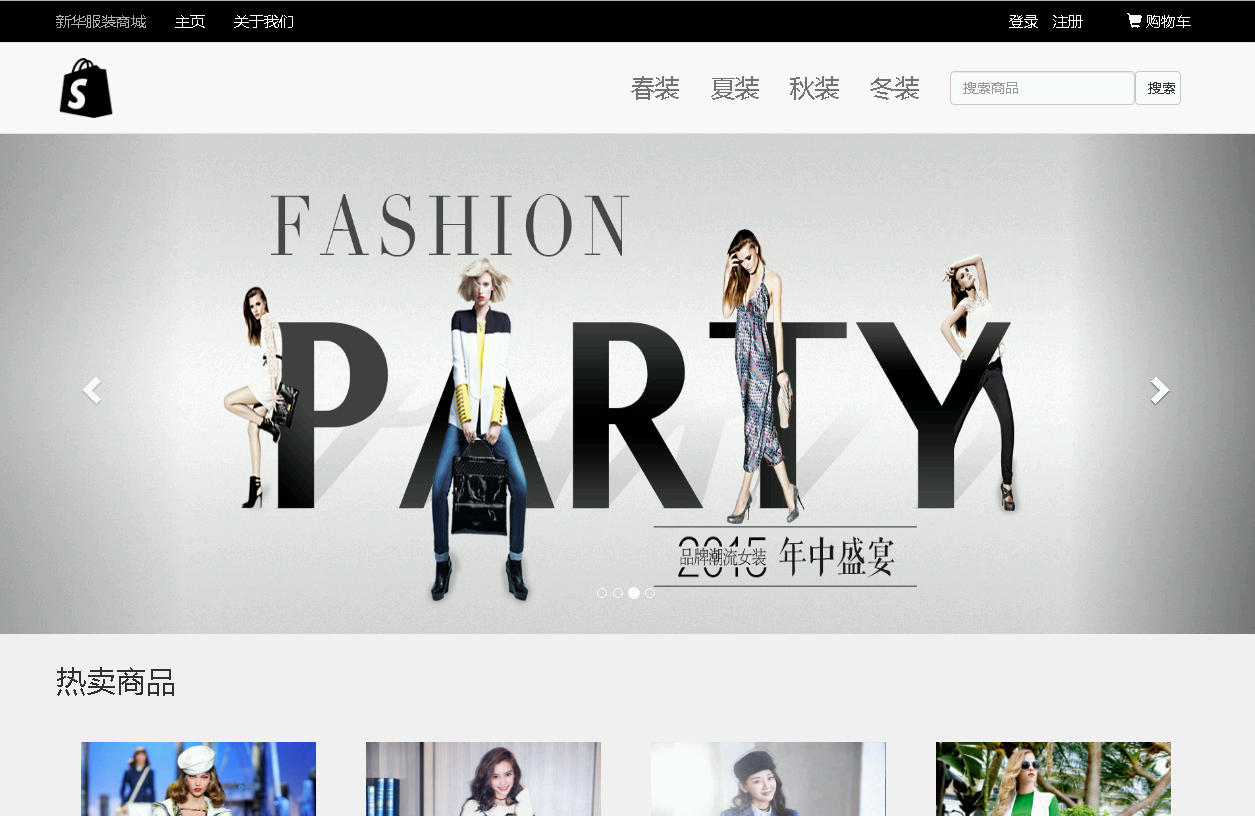 新华服装商城 主页 关于我们 登录 注册 购物车
S
春装 夏装 秋装 冬装 搜索商品 搜索
FASHION
PARTY
2015 品牌潮流女装 年中盛宴
热卖商品